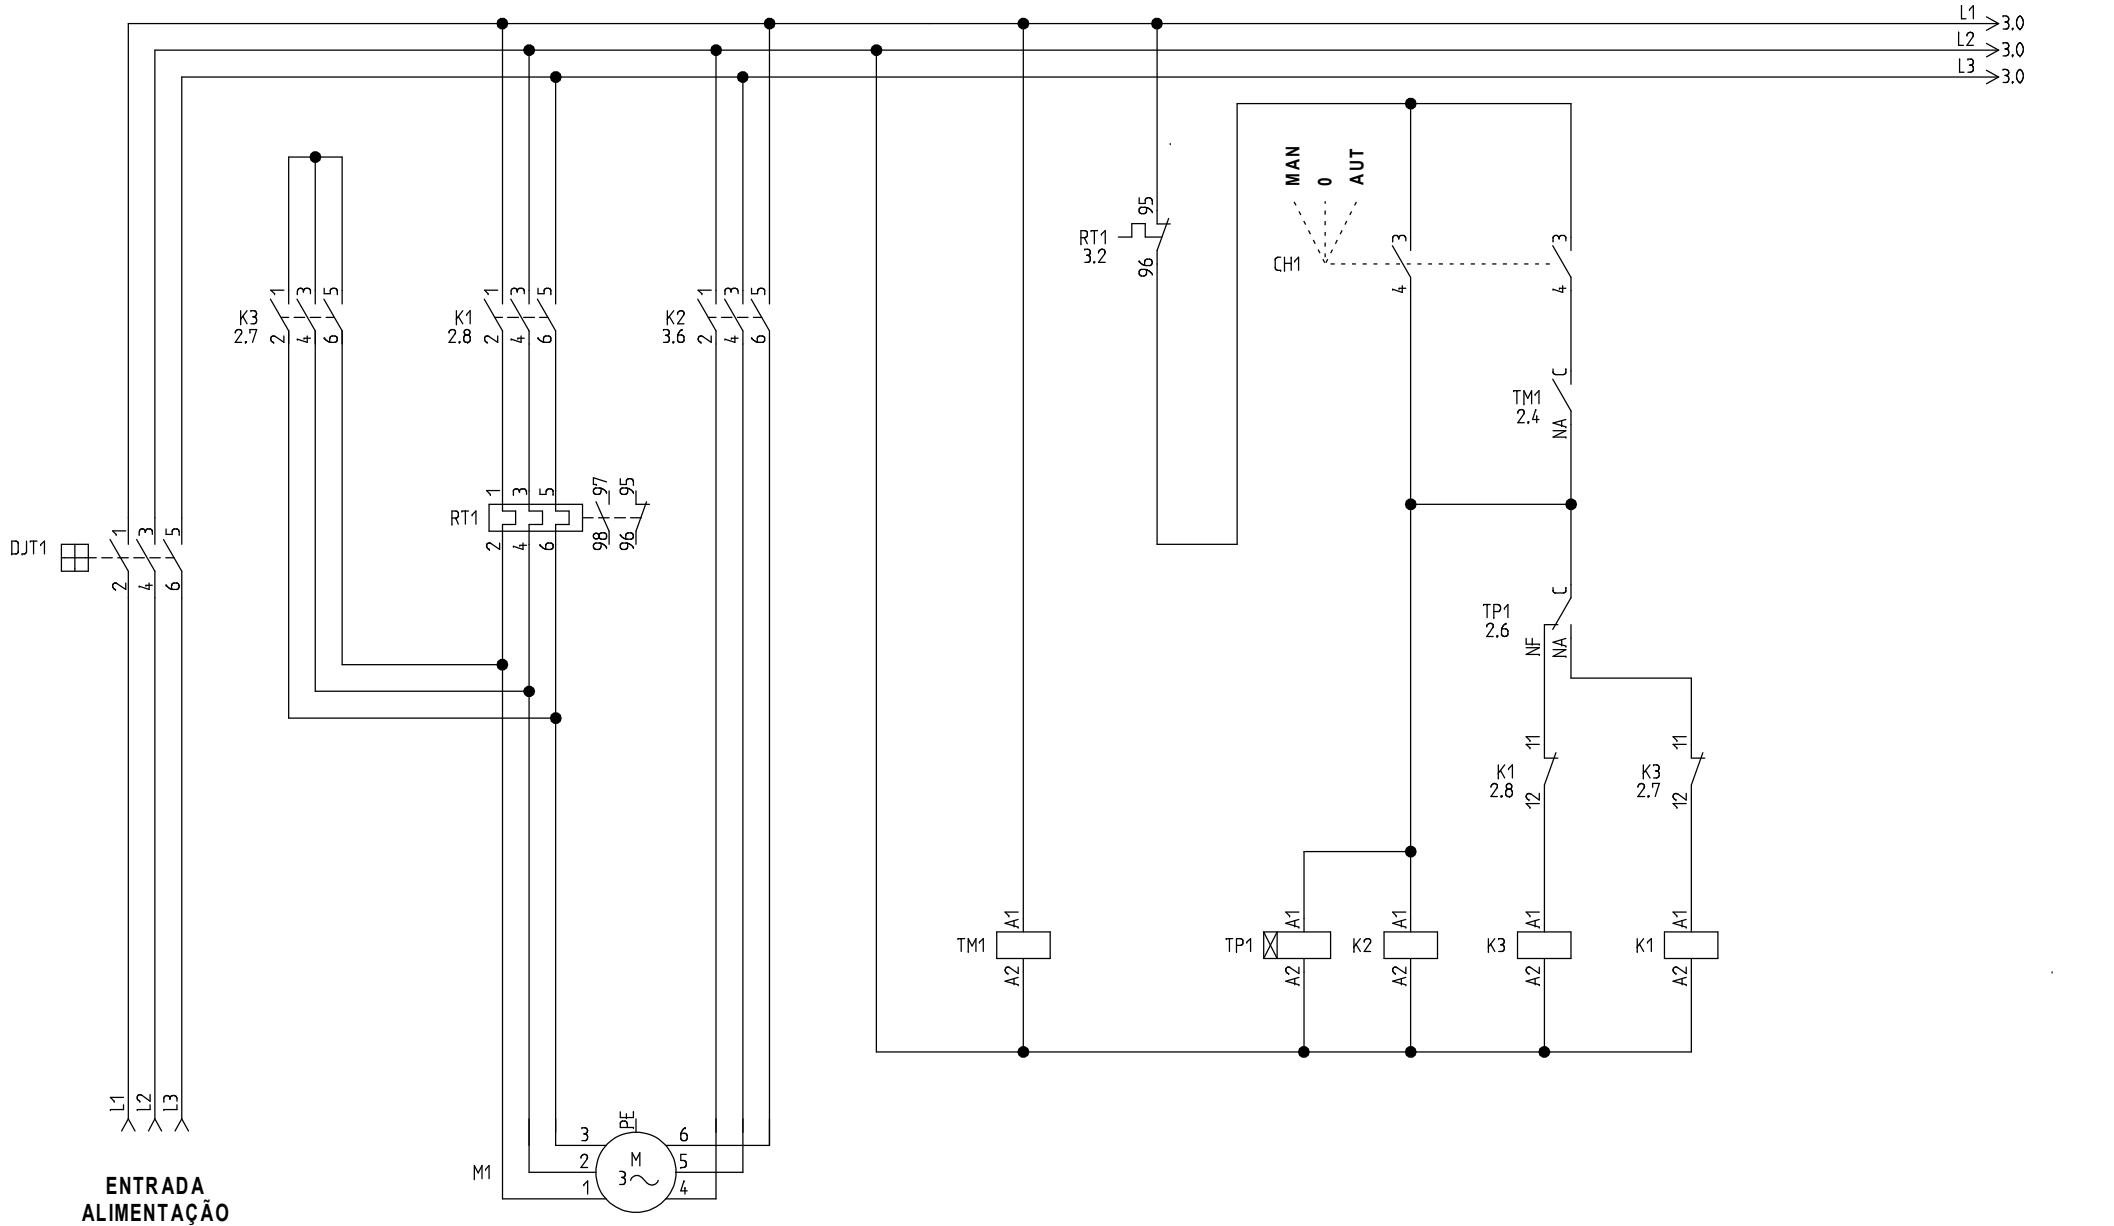 L1 3.0
L2 3.0
L3 3.0
MAN 0 AUT
95
RT1
3.2
96
CH1
3
4
3
4
1 3 5
K3
2.7
2 4 6
1 3 5
K1
2.8
2 4 6
1 3 5
K2
3.6
2 4 6
C
TM1
2.4
NA
1 3 5 97 95
RT1
2 4 6 98 96
1 3 5
DJT1
2 4 6
C
TP1
2.6
NF NA
11
K1
2.8
12
11
K3
2.7
12
A1 A1 A1 A1 A1
TM1 TP1 K2 K3 K1
A2 A2 A2 A2 A2
L1 L2 L3
PE
3 6
M
M1 2 3 5
1 4
ENTRADA
ALIMENTAÇÃO